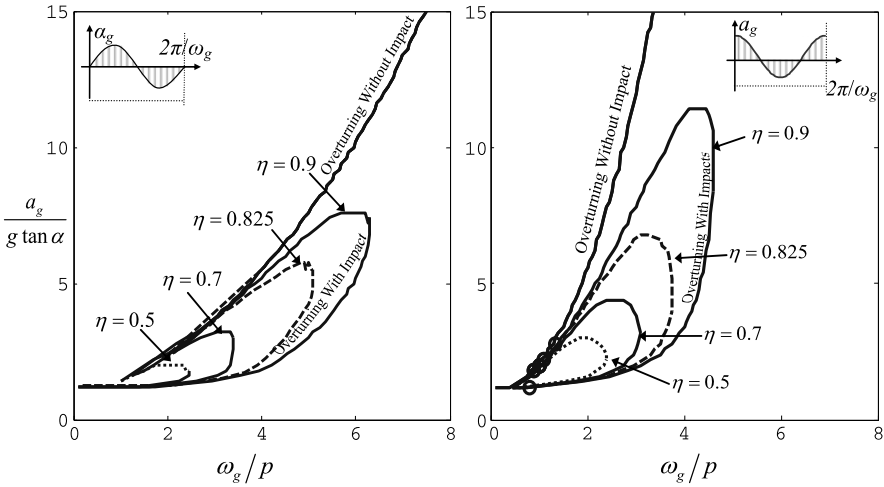 15
10
5
0
a_g
g tan α
α_g
2π/ω_g
Overturning Without Impact
η = 0.9
η = 0.825
η = 0.7
η = 0.5
Overturning With Impact
0 2 4 6 8
ω_g / p
15
10
5
0
a_g
2π/ω_g
Overturning Without Impact
η = 0.9
Overturning With Impacts
η = 0.825
η = 0.7
η = 0.5
0 2 4 6 8
ω_g / p